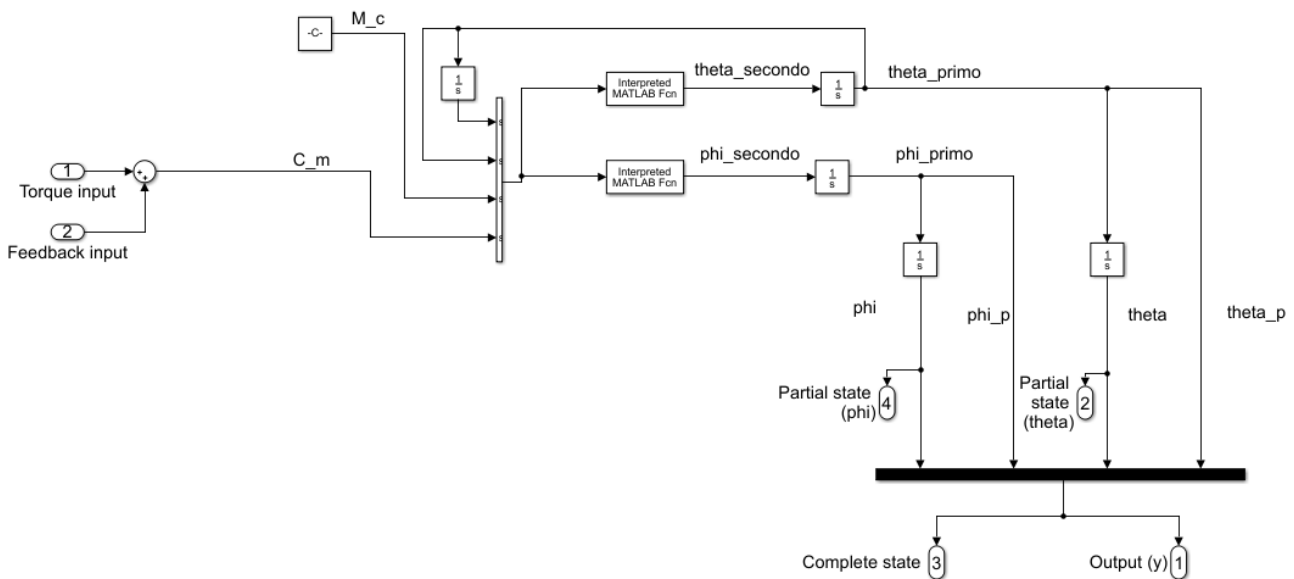 M_c
-C-
1
s
Interpreted
MATLAB Fcn
theta_secondo
1
s
theta_primo
C_m
1
Torque input
2
Feedback input
Interpreted
MATLAB Fcn
phi_secondo
1
s
phi_primo
1
s
1
s
phi
phi_p
theta
theta_p
Partial state
(phi)
4
Partial
state
(theta)
2
Complete state
3
Output (y)
1